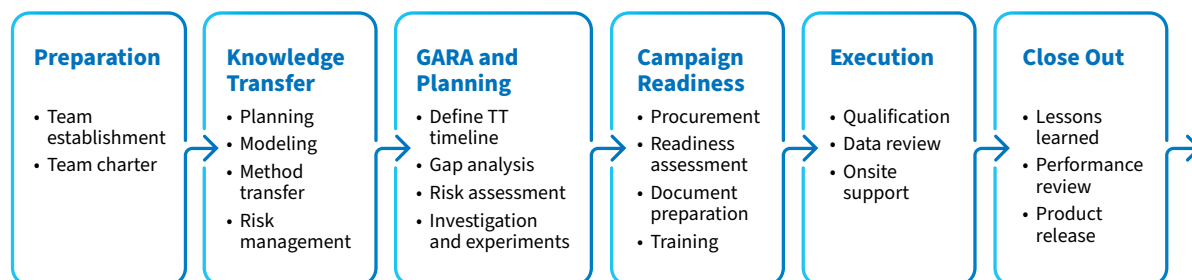 Preparation
• Team
establishment
• Team charter
Knowledge
Transfer
• Planning
• Modeling
• Method
transfer
• Risk
management
GARA and
Planning
• Define TT
timeline
• Gap analysis
• Risk assessment
• Investigation
and experiments
Campaign
Readiness
• Procurement
• Readiness
assessment
• Document
preparation
• Training
Execution
• Qualification
• Data review
• Onsite
support
Close Out
• Lessons
learned
• Performance
review
• Product
release